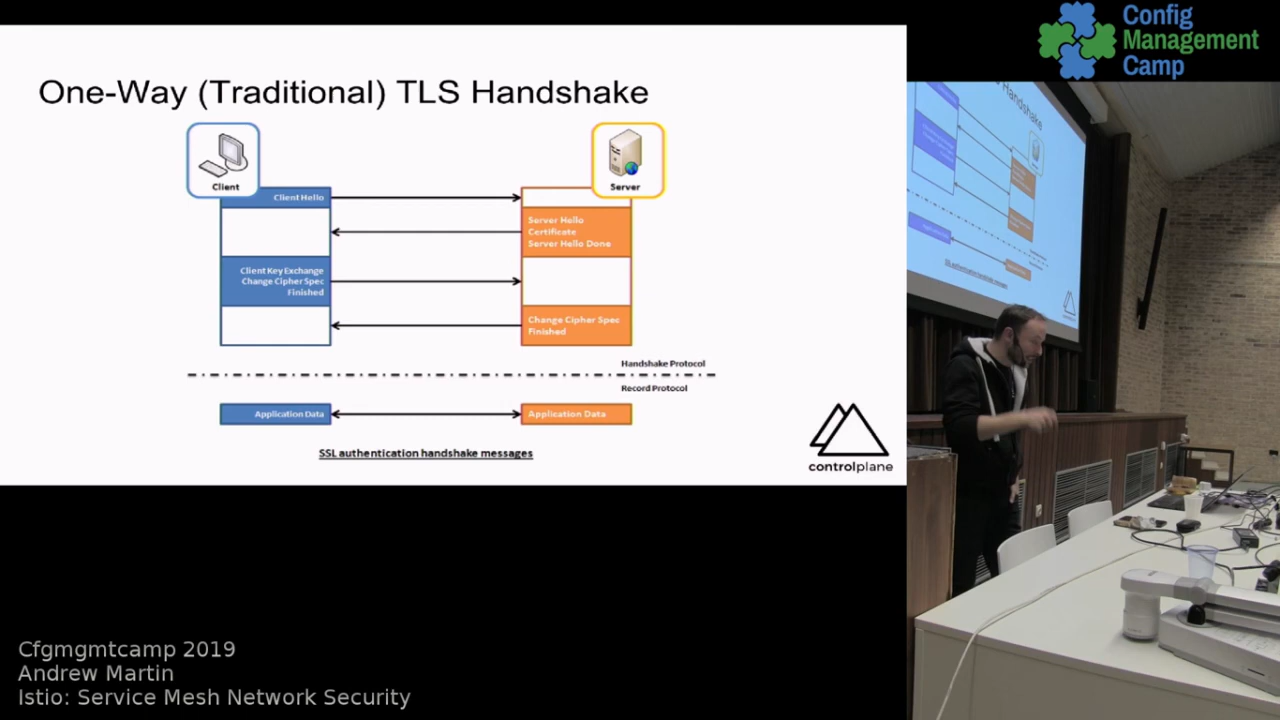 One-Way (Traditional) TLS Handshake
Client
Server
Client Hello
Server Hello
Certificate
Server Hello Done
Client Key Exchange
Change Cipher Spec
Finished
Change Cipher Spec
Finished
Handshake Protocol
Record Protocol
Application Data
Application Data
SSL authentication handshake messages
controlplane
Config
Management
Camp
Handshake
controlplane
Cfgmgmtcamp 2019
Andrew Martin
Istio: Service Mesh Network Security